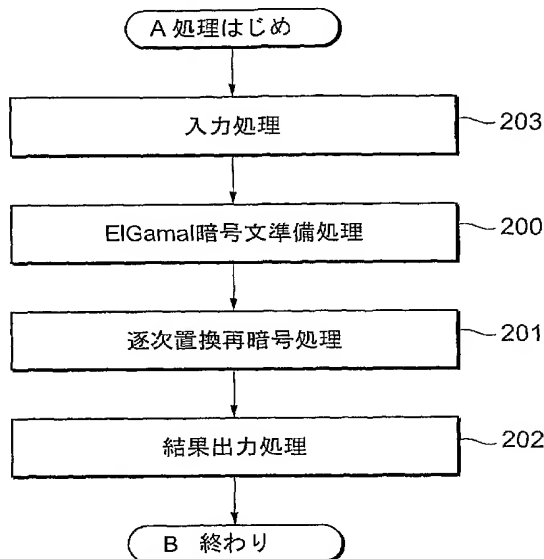 A 処理はじめ
入力処理
203
ElGamal暗号文準備処理
200
逐次置換再暗号処理
201
結果出力処理
202
B 終わり